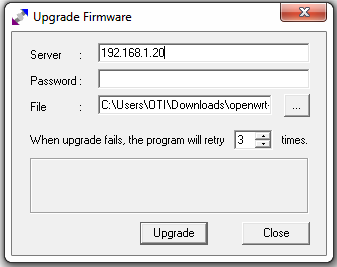 Upgrade Firmware
Server : 192.168.1.20
Password :
File : C:\Users\OTI\Downloads\openwrt- ...
When upgrade fails, the program will retry 3 times.
Upgrade Close